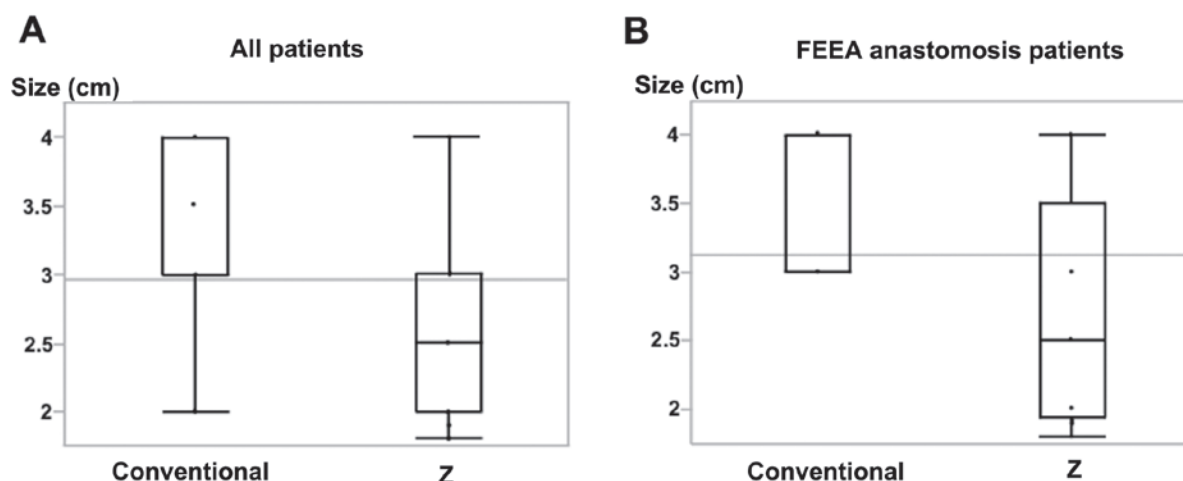 A
All patients
Size (cm)
4
3.5
3
2.5
2
Conventional Z
B
FEEA anastomosis patients
Size (cm)
4
3.5
3
2.5
2
Conventional Z